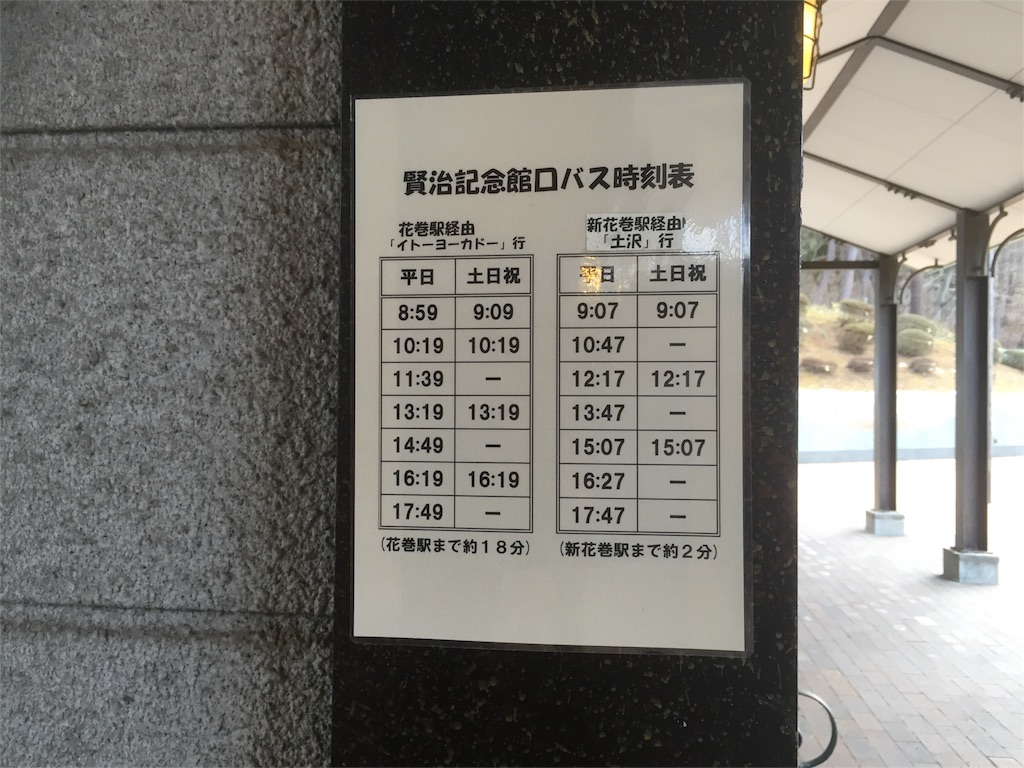 賢治記念館口バス時刻表
花巻駅経由
「イトーヨーカドー」行
平日 土日祝
8:59 9:09
10:19 10:19
11:39 ー
13:19 13:19
14:49 ー
16:19 16:19
17:49 ー
(花巻駅まで約18分)
新花巻駅経由
「土沢」行
平日 土日祝
9:07 9:07
10:47 ー
12:17 12:17
13:47 ー
15:07 15:07
16:27 ー
17:47 ー
(新花巻駅まで約2分)